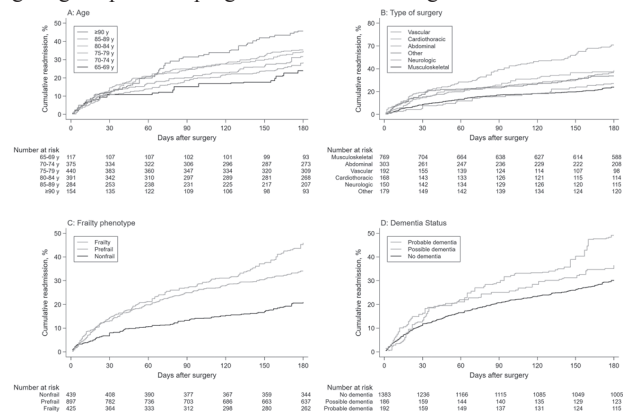 A: Age
Cumulative readmission, %
50
40
30
20
10
0
≥90 y
85-89 y
80-84 y
75-79 y
70-74 y
65-69 y
0 30 60 90 120 150 180
Days after surgery
Number at risk
65-69 y 117 107 107 102 101 99 93
70-74 y 375 334 322 306 296 287 273
75-79 y 440 383 360 347 334 320 309
80-84 y 391 342 310 297 289 281 268
85-89 y 284 253 238 231 225 217 207
≥90 y 154 135 122 109 106 98 93
B: Type of surgery
Cumulative readmission, %
80
60
40
20
0
Vascular
Cardiothoracic
Abdominal
Other
Neurologic
Musculoskeletal
0 30 60 90 120 150 180
Days after surgery
Number at risk
Musculoskeletal 769 704 664 638 627 614 588
Abdominal 303 261 247 236 229 222 208
Vascular 192 155 139 124 114 107 98
Cardiothoracic 168 143 133 126 121 115 114
Neurologic 150 142 134 129 126 120 115
Other 179 149 142 139 134 124 120
C: Frailty phenotype
Cumulative readmission, %
50
40
30
20
10
0
Frailty
Prefrail
Nonfrail
0 30 60 90 120 150 180
Days after surgery
Number at risk
Nonfrail 439 408 390 377 367 359 344
Prefrail 897 782 736 703 686 663 637
Frailty 425 364 333 312 298 280 262
D: Dementia Status
Cumulative readmission, %
50
40
30
20
10
0
Probable dementia
Possible dementia
No dementia
0 30 60 90 120 150 180
Days after surgery
Number at risk
No dementia 1383 1236 1166 1115 1085 1049 1005
Possible dementia 186 159 144 140 135 129 123
Probable dementia 192 159 149 137 131 124 115